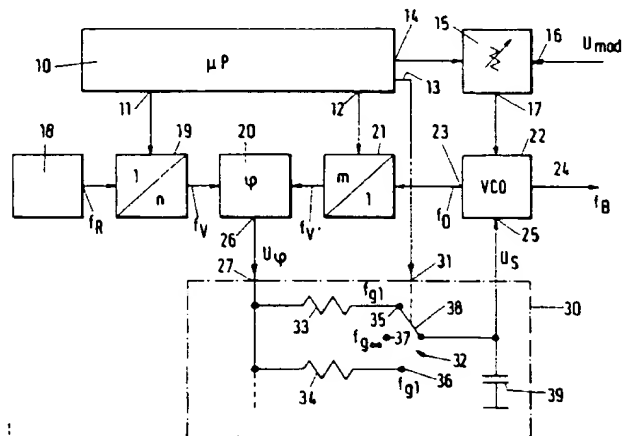 14
15
16
U mod
10
μP
13
11
12
17
18
19
20
21
23
22
1
n
φ
m
1
VCO
24
f R
f V
f V'
f 0
f B
26
25
U φ
U S
27
31
f g1
30
33
35
38
f g∞
37
32
34
f g1
36
39